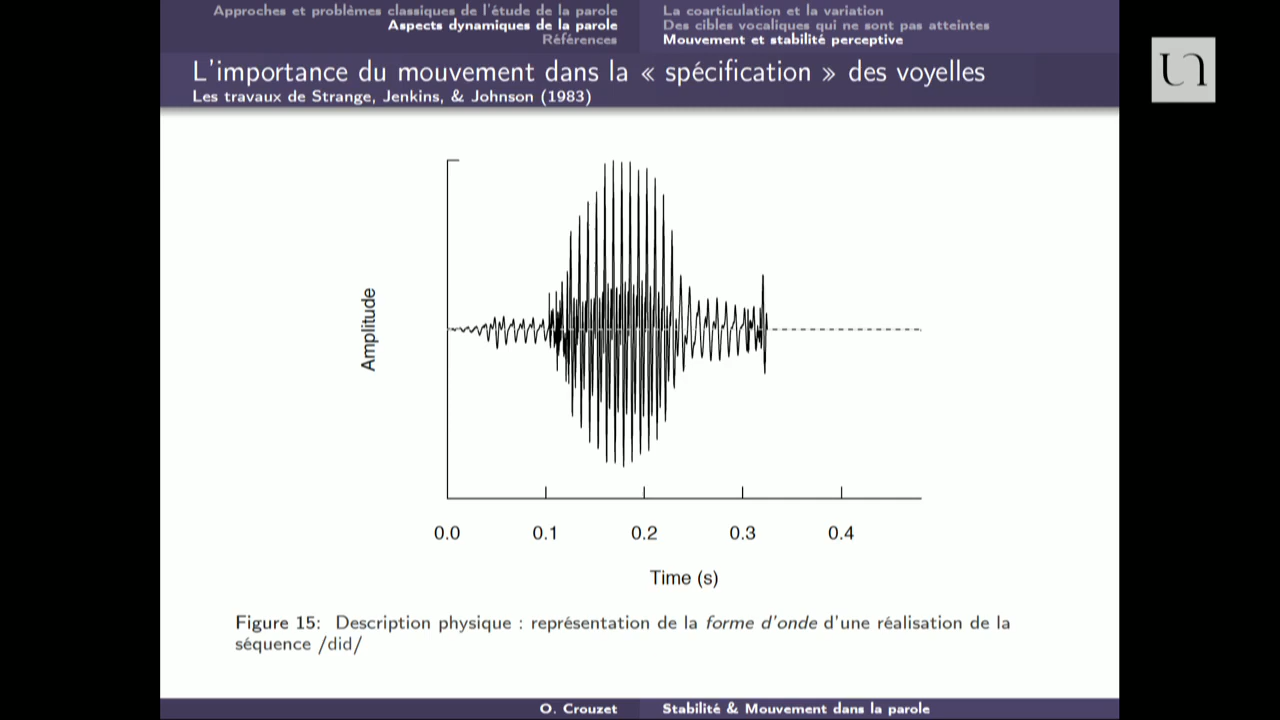 Approches et problèmes classiques de l'étude de la parole
Aspects dynamiques de la parole
Références
La coarticulation et la variation
Des cibles vocaliques qui ne sont pas atteintes
Mouvement et stabilité perceptive
L'importance du mouvement dans la « spécification » des voyelles
Les travaux de Strange, Jenkins, & Johnson (1983)
Amplitude
0.0 0.1 0.2 0.3 0.4
Time (s)
Figure 15: Description physique : représentation de la forme d'onde d'une réalisation de la
séquence /did/
O. Crouzet
Stabilité & Mouvement dans la parole